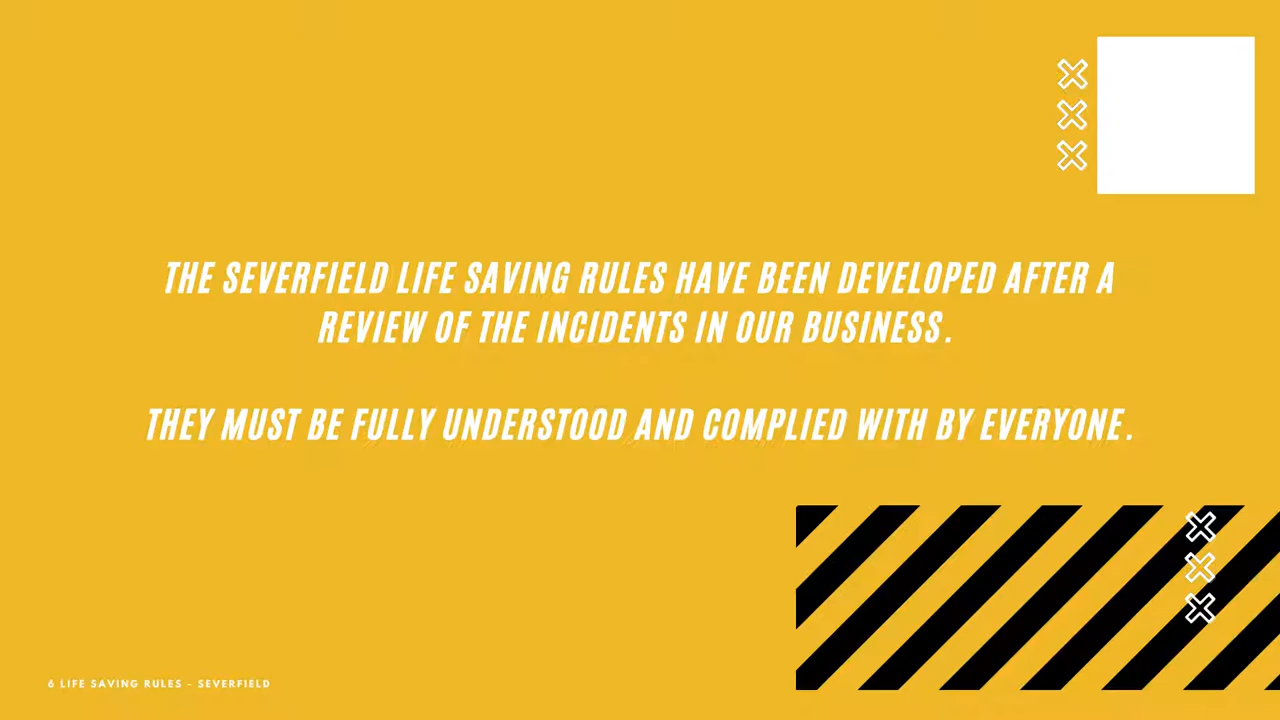 THE SEVERFIELD LIFE SAVING RULES HAVE BEEN DEVELOPED AFTER A
REVIEW OF THE INCIDENTS IN OUR BUSINESS.
THEY MUST BE FULLY UNDERSTOOD AND COMPLIED WITH BY EVERYONE.
6 LIFE SAVING RULES - SEVERFIELD